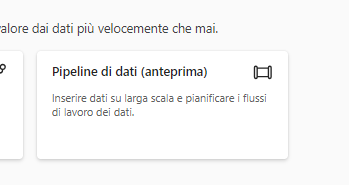 valore dai dati più velocemente che mai.
Pipeline di dati (anteprima)
Inserire dati su larga scala e pianificare i flussi
di lavoro dei dati.